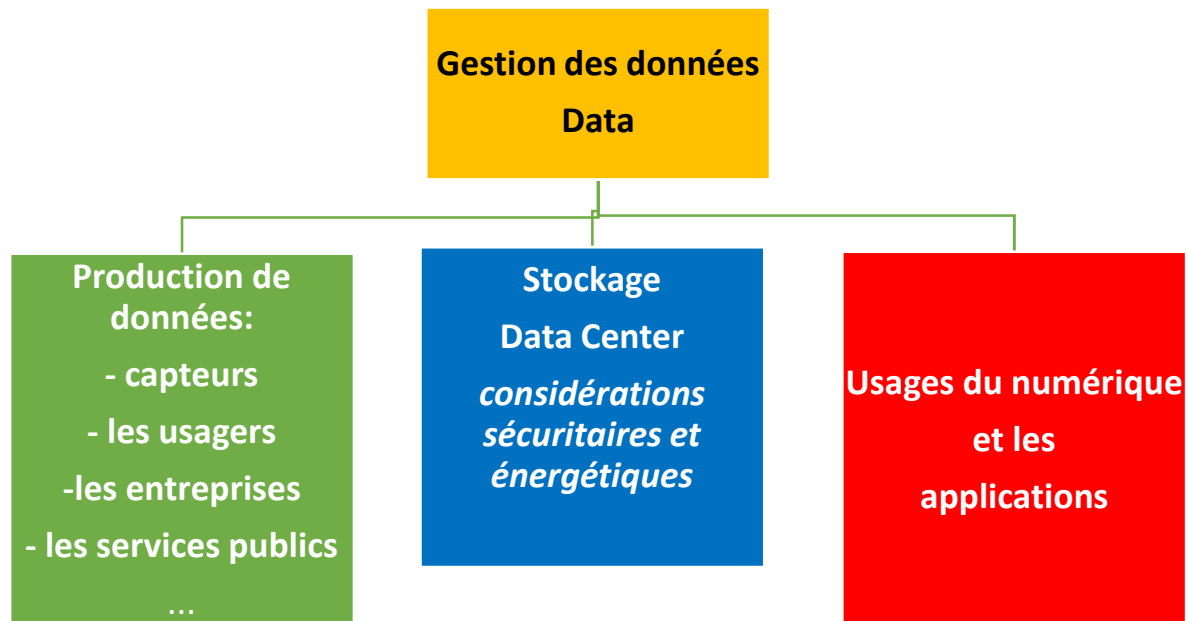 Gestion des données
Data
Production de
données:
- capteurs
- les usagers
-les entreprises
- les services publics
...
Stockage
Data Center
considérations
sécuritaires et
énergétiques
Usages du numérique
et les
applications